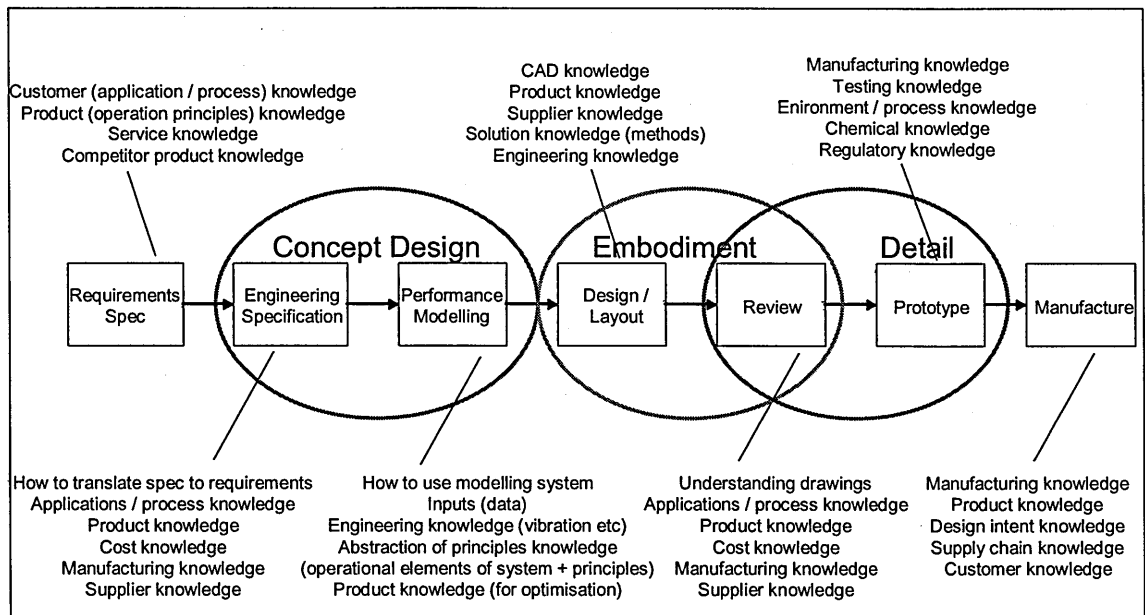 Customer (application / process) knowledge
Product (operation principles) knowledge
Service knowledge
Competitor product knowledge
CAD knowledge
Product knowledge
Supplier knowledge
Solution knowledge (methods)
Engineering knowledge
Manufacturing knowledge
Testing knowledge
Enironment / process knowledge
Chemical knowledge
Regulatory knowledge
Concept Design
Embodiment
Detail
Requirements
Spec
Engineering
Specification
Performance
Modelling
Design /
Layout
Review
Prototype
Manufacture
How to translate spec to requirements
Applications / process knowledge
Product knowledge
Cost knowledge
Manufacturing knowledge
Supplier knowledge
How to use modelling system
Inputs (data)
Engineering knowledge (vibration etc)
Abstraction of principles knowledge
(operational elements of system + principles)
Product knowledge (for optimisation)
Understanding drawings
Applications / process knowledge
Product knowledge
Cost knowledge
Manufacturing knowledge
Supplier knowledge
Manufacturing knowledge
Product knowledge
Design intent knowledge
Supply chain knowledge
Customer knowledge